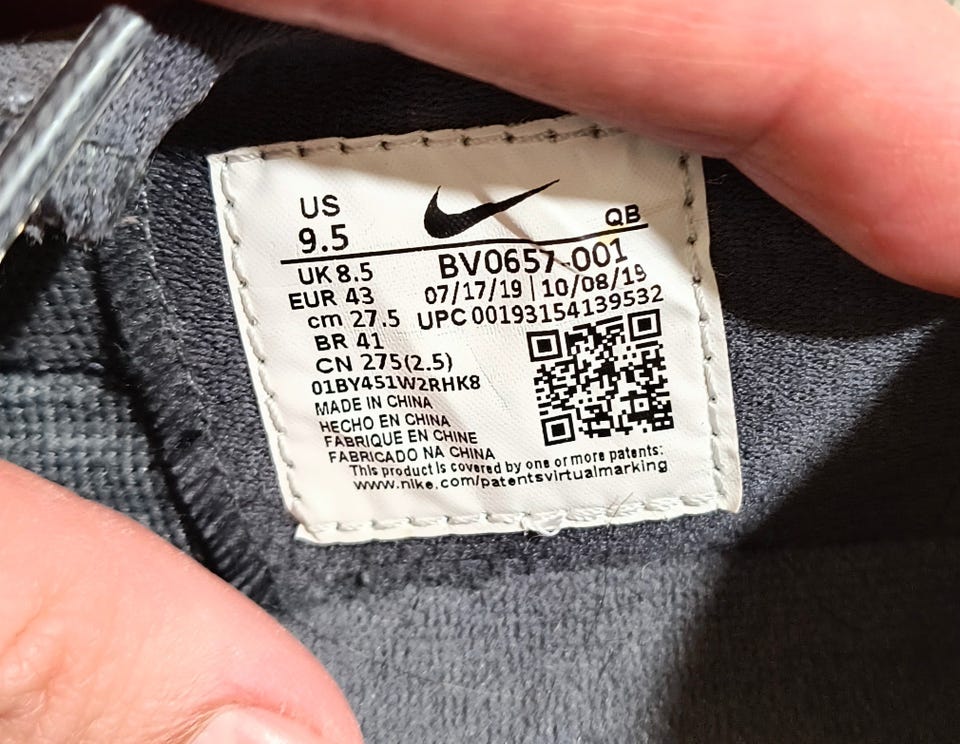 US
9.5
QB
UK 8.5
EUR 43
cm 27.5
BR 41
CN 275(2.5)
01BY451W2RHK8
BV0657-001
07/17/19 | 10/08/19
UPC 00193154139532
MADE IN CHINA
HECHO EN CHINA
FABRIQUE EN CHINE
FABRICADO NA CHINA
This product is covered by one or more patents:
www.nike.com/patentsvirtualmarking